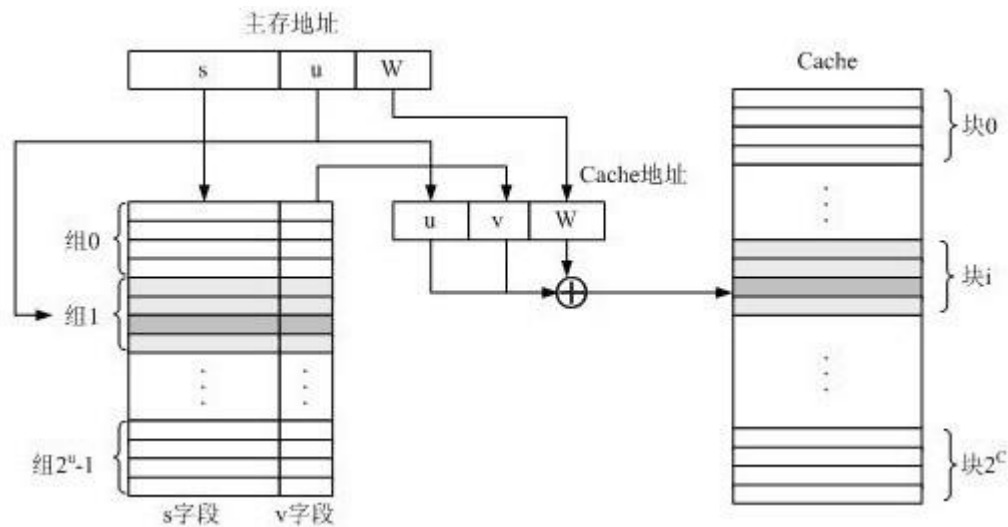 主存地址
s u W
Cache
块0
Cache地址
u v W
组0
组1
块i
组2ᵘ-1
块2ᶜ
s字段 v字段